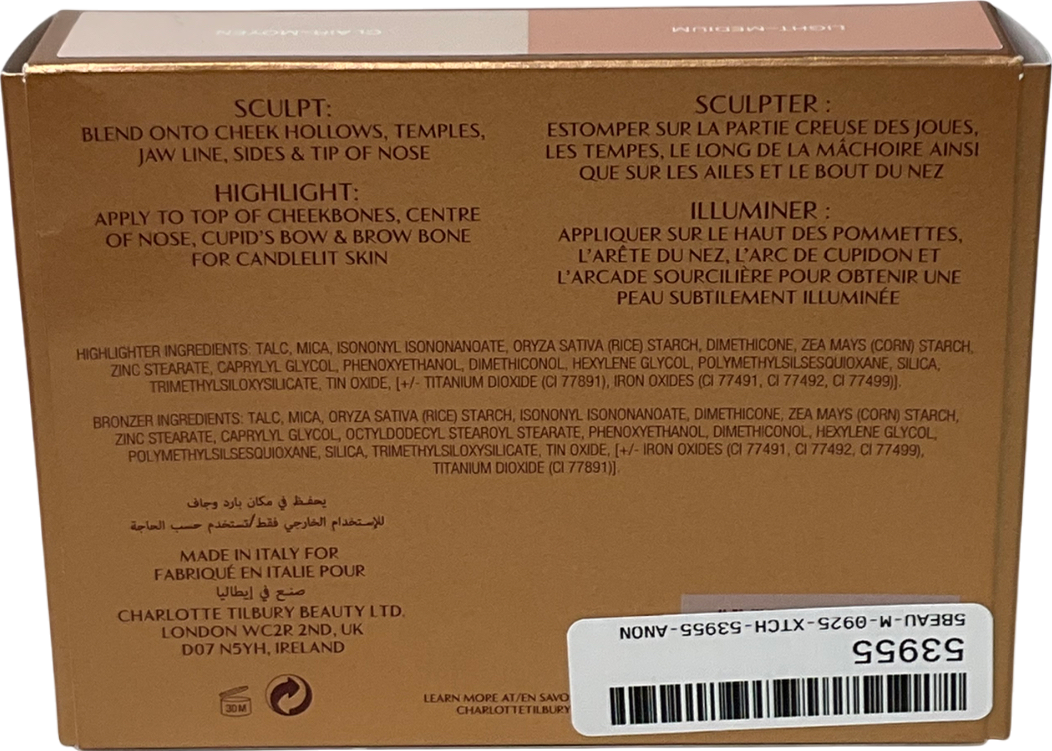 CLAIR–MOYEN
LIGHT–MEDIUM
SCULPT:
BLEND ONTO CHEEK HOLLOWS, TEMPLES,
JAW LINE, SIDES & TIP OF NOSE
HIGHLIGHT:
APPLY TO TOP OF CHEEKBONES, CENTRE
OF NOSE, CUPID'S BOW & BROW BONE
FOR CANDLELIT SKIN
SCULPTER :
ESTOMPER SUR LA PARTIE CREUSE DES JOUES,
LES TEMPES, LE LONG DE LA MÂCHOIRE AINSI
QUE SUR LES AILES ET LE BOUT DU NEZ
ILLUMINER :
APPLIQUER SUR LE HAUT DES POMMETTES,
L'ARÊTE DU NEZ, L'ARC DE CUPIDON ET
L'ARCADE SOURCILIÈRE POUR OBTENIR UNE
PEAU SUBTILEMENT ILLUMINÉE
HIGHLIGHTER INGREDIENTS: TALC, MICA, ISONONYL ISONONANOATE, ORYZA SATIVA (RICE) STARCH, DIMETHICONE, ZEA MAYS (CORN) STARCH,
ZINC STEARATE, CAPRYLYL GLYCOL, PHENOXYETHANOL, DIMETHICONOL, HEXYLENE GLYCOL, POLYMETHYLSILSESQUIOXANE, SILICA,
TRIMETHYLSILOXYSILICATE, TIN OXIDE, [+/- TITANIUM DIOXIDE (CI 77891), IRON OXIDES (CI 77491, CI 77492, CI 77499)].
BRONZER INGREDIENTS: TALC, MICA, ORYZA SATIVA (RICE) STARCH, ISONONYL ISONONANOATE, DIMETHICONE, ZEA MAYS (CORN) STARCH,
ZINC STEARATE, CAPRYLYL GLYCOL, OCTYLDODECYL STEAROYL STEARATE, PHENOXYETHANOL, DIMETHICONOL, HEXYLENE GLYCOL,
POLYMETHYLSILSESQUIOXANE, SILICA, TRIMETHYLSILOXYSILICATE, TIN OXIDE, [+/- IRON OXIDES (CI 77491, CI 77492, CI 77499),
TITANIUM DIOXIDE (CI 77891)].
يحفظ في مكان بارد وجاف
للإستخدام الخارجي فقط/تستخدم حسب الحاجة
MADE IN ITALY FOR
FABRIQUÉ EN ITALIE POUR
صنع في إيطاليا
CHARLOTTE TILBURY BEAUTY LTD.
LONDON WC2R 2ND, UK
D07 N5YH, IRELAND
30M
LEARN MORE AT/EN SAVO
CHARLOTTETILBURY
5BEAU-M-0925-XTCH-53955-ANON
53955